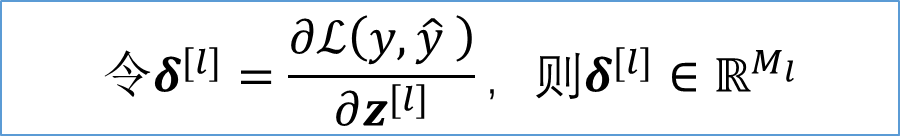 令𝜹^[l] = ∂ℒ(y, ŷ) / ∂𝒛^[l] ， 则𝜹^[l] ∈ ℝ^{M_l}